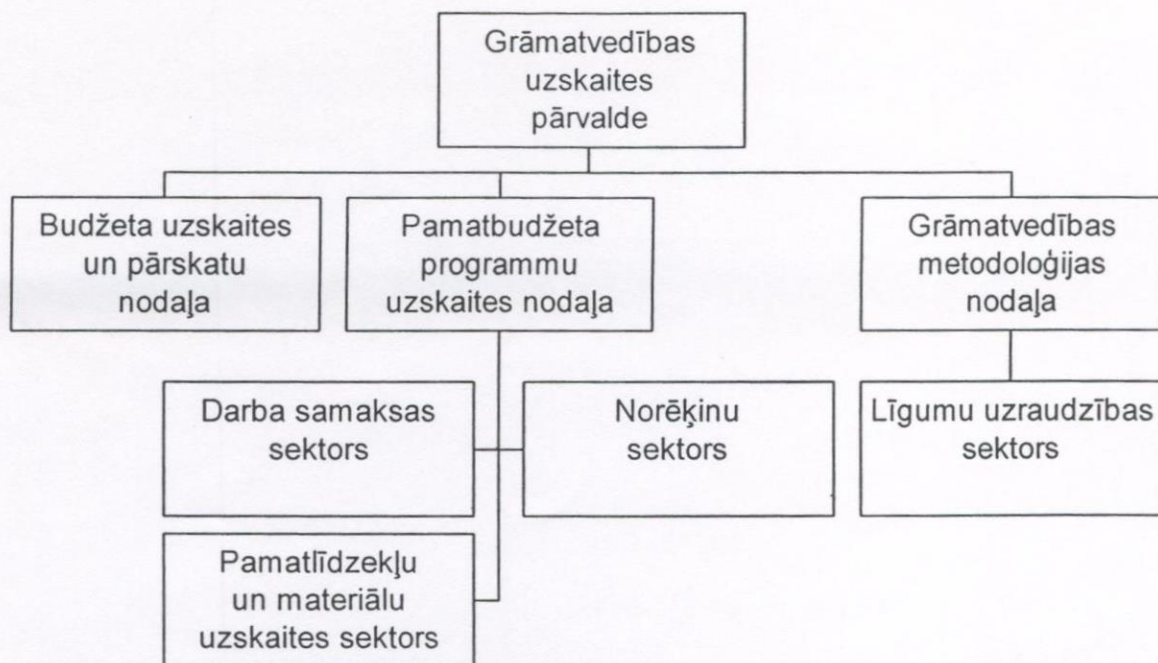 Grāmatvedības
uzskaites
pārvalde
Budžeta uzskaites
un pārskatu
nodaļa
Pamatbudžeta
programmu
uzskaites nodaļa
Grāmatvedības
metodoloģijas
nodaļa
Darba samaksas
sektors
Norēķinu
sektors
Līgumu uzraudzības
sektors
Pamatlīdzekļu
un materiālu
uzskaites sektors